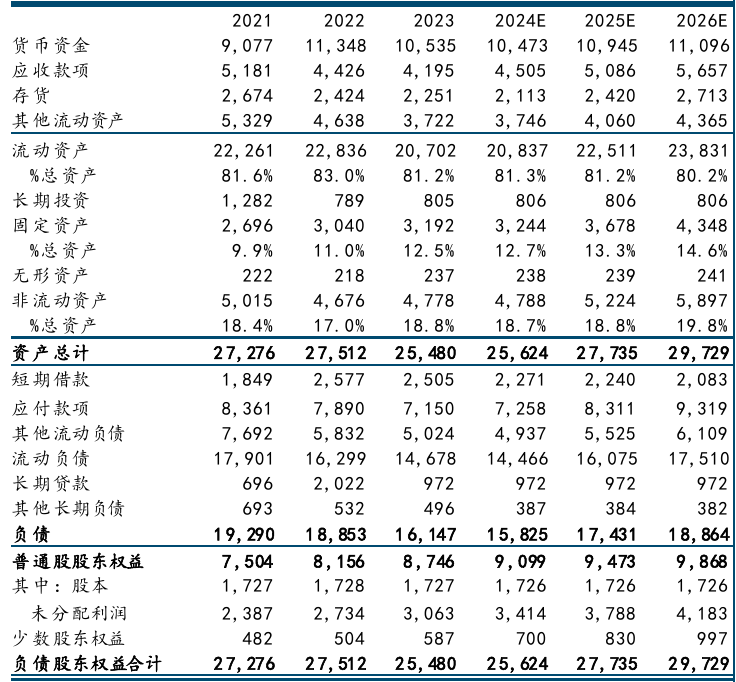 2021 2022 2023 2024E 2025E 2026E
货币资金 9,077 11,348 10,535 10,473 10,945 11,096
应收款项 5,181 4,426 4,195 4,505 5,086 5,657
存货 2,674 2,424 2,251 2,113 2,420 2,713
其他流动资产 5,329 4,638 3,722 3,746 4,060 4,365
流动资产 22,261 22,836 20,702 20,837 22,511 23,831
%总资产 81.6% 83.0% 81.2% 81.3% 81.2% 80.2%
长期投资 1,282 789 805 806 806 806
固定资产 2,696 3,040 3,192 3,244 3,678 4,348
%总资产 9.9% 11.0% 12.5% 12.7% 13.3% 14.6%
无形资产 222 218 237 238 239 241
非流动资产 5,015 4,676 4,778 4,788 5,224 5,897
%总资产 18.4% 17.0% 18.8% 18.7% 18.8% 19.8%
资产总计 27,276 27,512 25,480 25,624 27,735 29,729
短期借款 1,849 2,577 2,505 2,271 2,240 2,083
应付款项 8,361 7,890 7,150 7,258 8,311 9,319
其他流动负债 7,692 5,832 5,024 4,937 5,525 6,109
流动负债 17,901 16,299 14,678 14,466 16,075 17,510
长期贷款 696 2,022 972 972 972 972
其他长期负债 693 532 496 387 384 382
负债 19,290 18,853 16,147 15,825 17,431 18,864
普通股股东权益 7,504 8,156 8,746 9,099 9,473 9,868
其中：股本 1,727 1,728 1,727 1,726 1,726 1,726
未分配利润 2,387 2,734 3,063 3,414 3,788 4,183
少数股东权益 482 504 587 700 830 997
负债股东权益合计 27,276 27,512 25,480 25,624 27,735 29,729